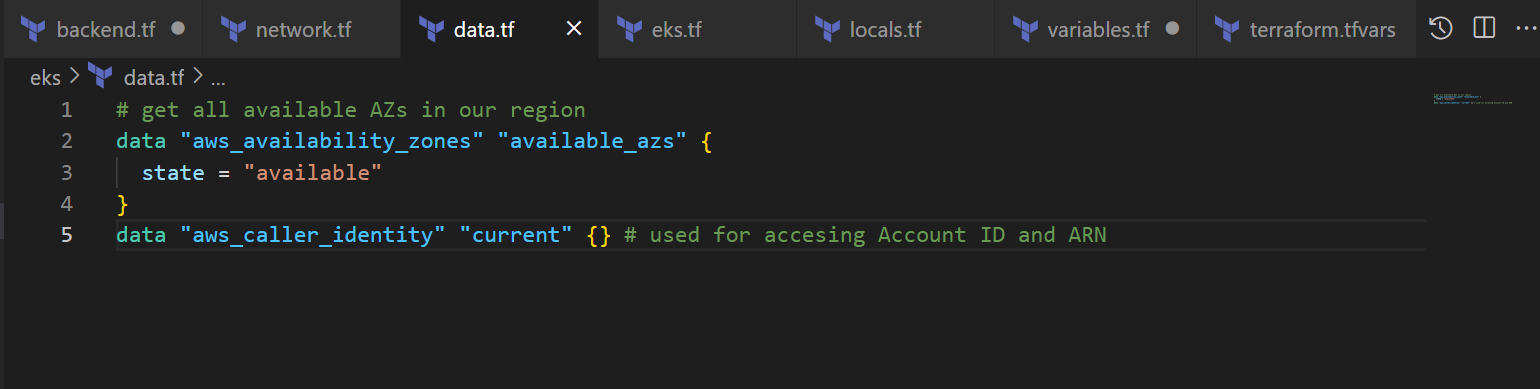 backend.tf network.tf data.tf eks.tf locals.tf variables.tf terraform.tfvars
eks > data.tf > ...
1 # get all available AZs in our region
2 data "aws_availability_zones" "available_azs" {
3 state = "available"
4 }
5 data "aws_caller_identity" "current" {} # used for accesing Account ID and ARN